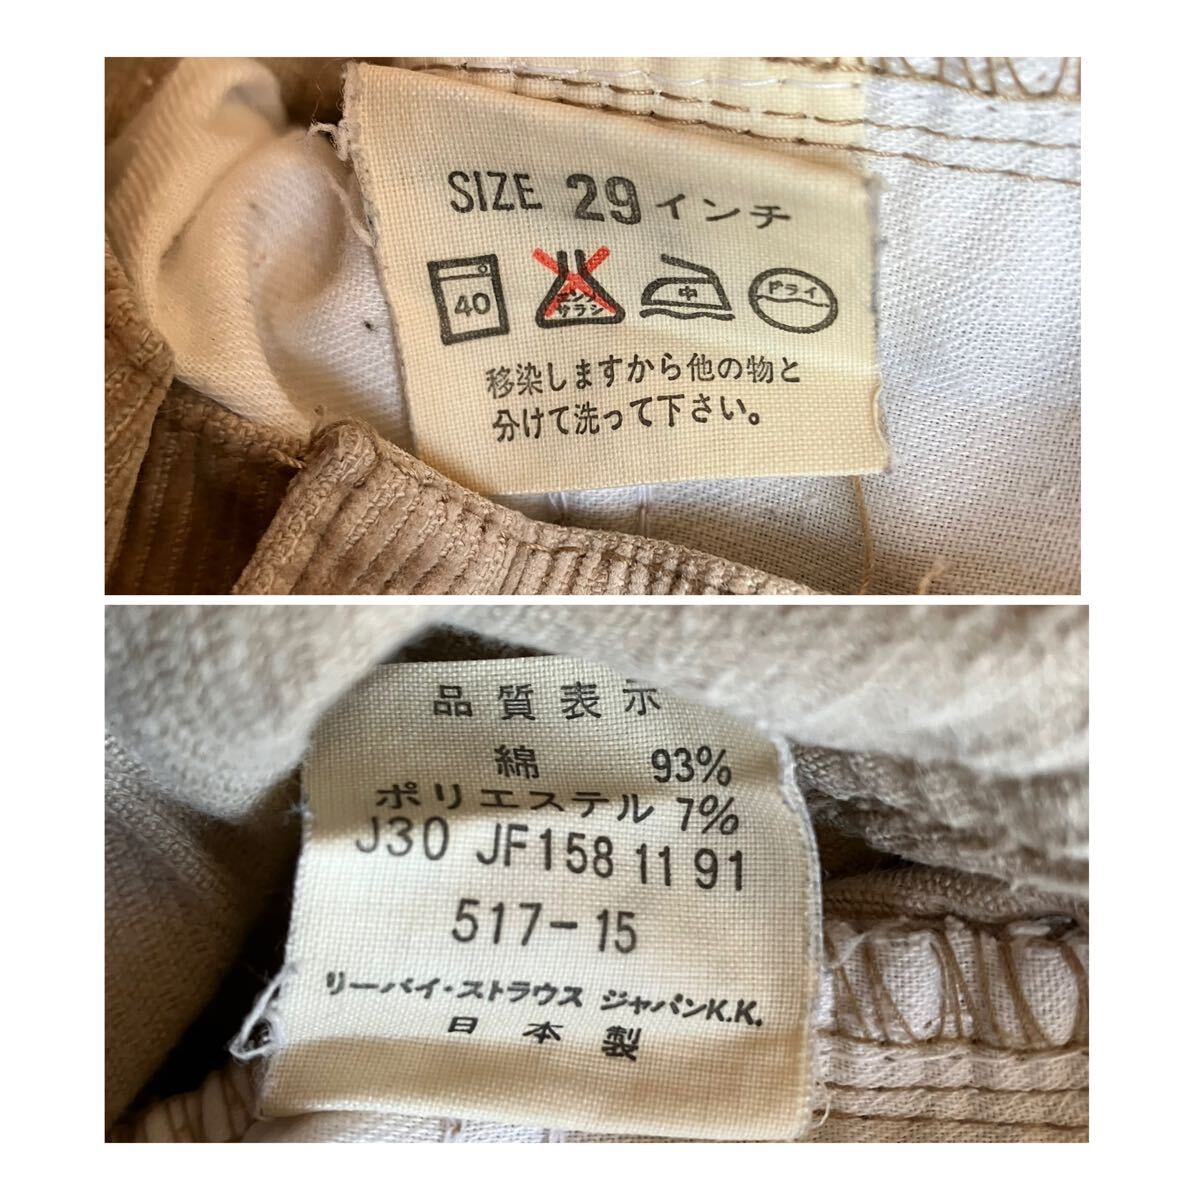 SIZE 29インチ
40 エンソサラシ 中 ドライ
移染しますから他の物と
分けて洗って下さい。
品質表示
綿 93%
ポリエステル 7%
J30 JF158 11 91
517-15
リーバイ・ストラウス ジャパンK.K.
日本製